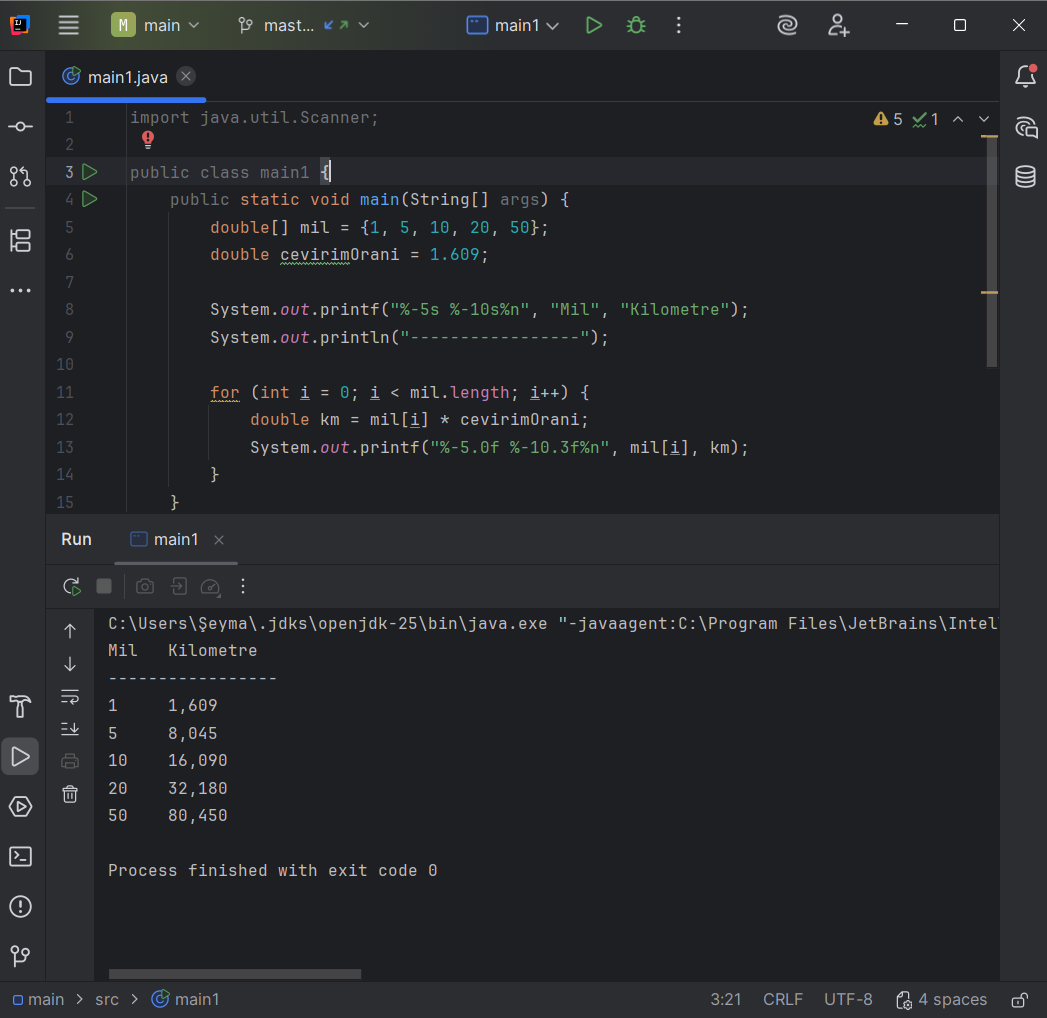 M main mast... main1
main1.java
5 1
1 import java.util.Scanner;
2
3 public class main1 {
4 public static void main(String[] args) {
5 double[] mil = {1, 5, 10, 20, 50};
6 double cevirimOrani = 1.609;
7
8 System.out.printf("%-5s %-10s%n", "Mil", "Kilometre");
9 System.out.println("-----------------");
10
11 for (int i = 0; i < mil.length; i++) {
12 double km = mil[i] * cevirimOrani;
13 System.out.printf("%-5.0f %-10.3f%n", mil[i], km);
14 }
15 }
Run main1
C:\Users\Şeyma\.jdks\openjdk-25\bin\java.exe "-javaagent:C:\Program Files\JetBrains\Intel
Mil Kilometre
-----------------
1 1,609
5 8,045
10 16,090
20 32,180
50 80,450
Process finished with exit code 0
main > src > main1 3:21 CRLF UTF-8 4 spaces